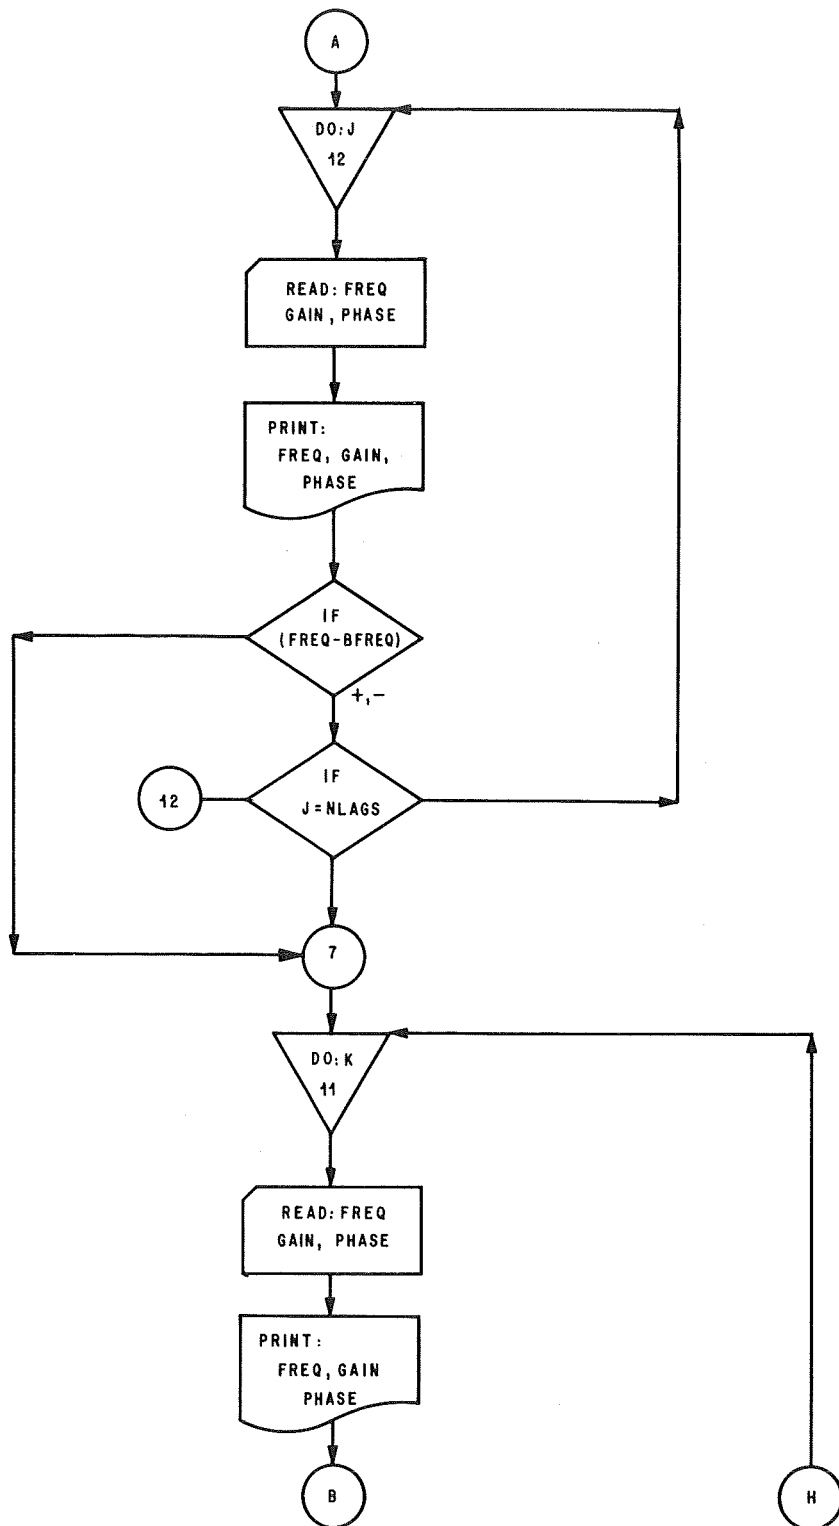 A
DO: J
12
READ: FREQ
GAIN, PHASE
PRINT:
FREQ, GAIN,
PHASE
IF
(FREQ-BFREQ)
+,-
IF
12
J=NLAGS
7
DO: K
11
READ: FREQ
GAIN, PHASE
PRINT:
FREQ, GAIN
PHASE
B
H